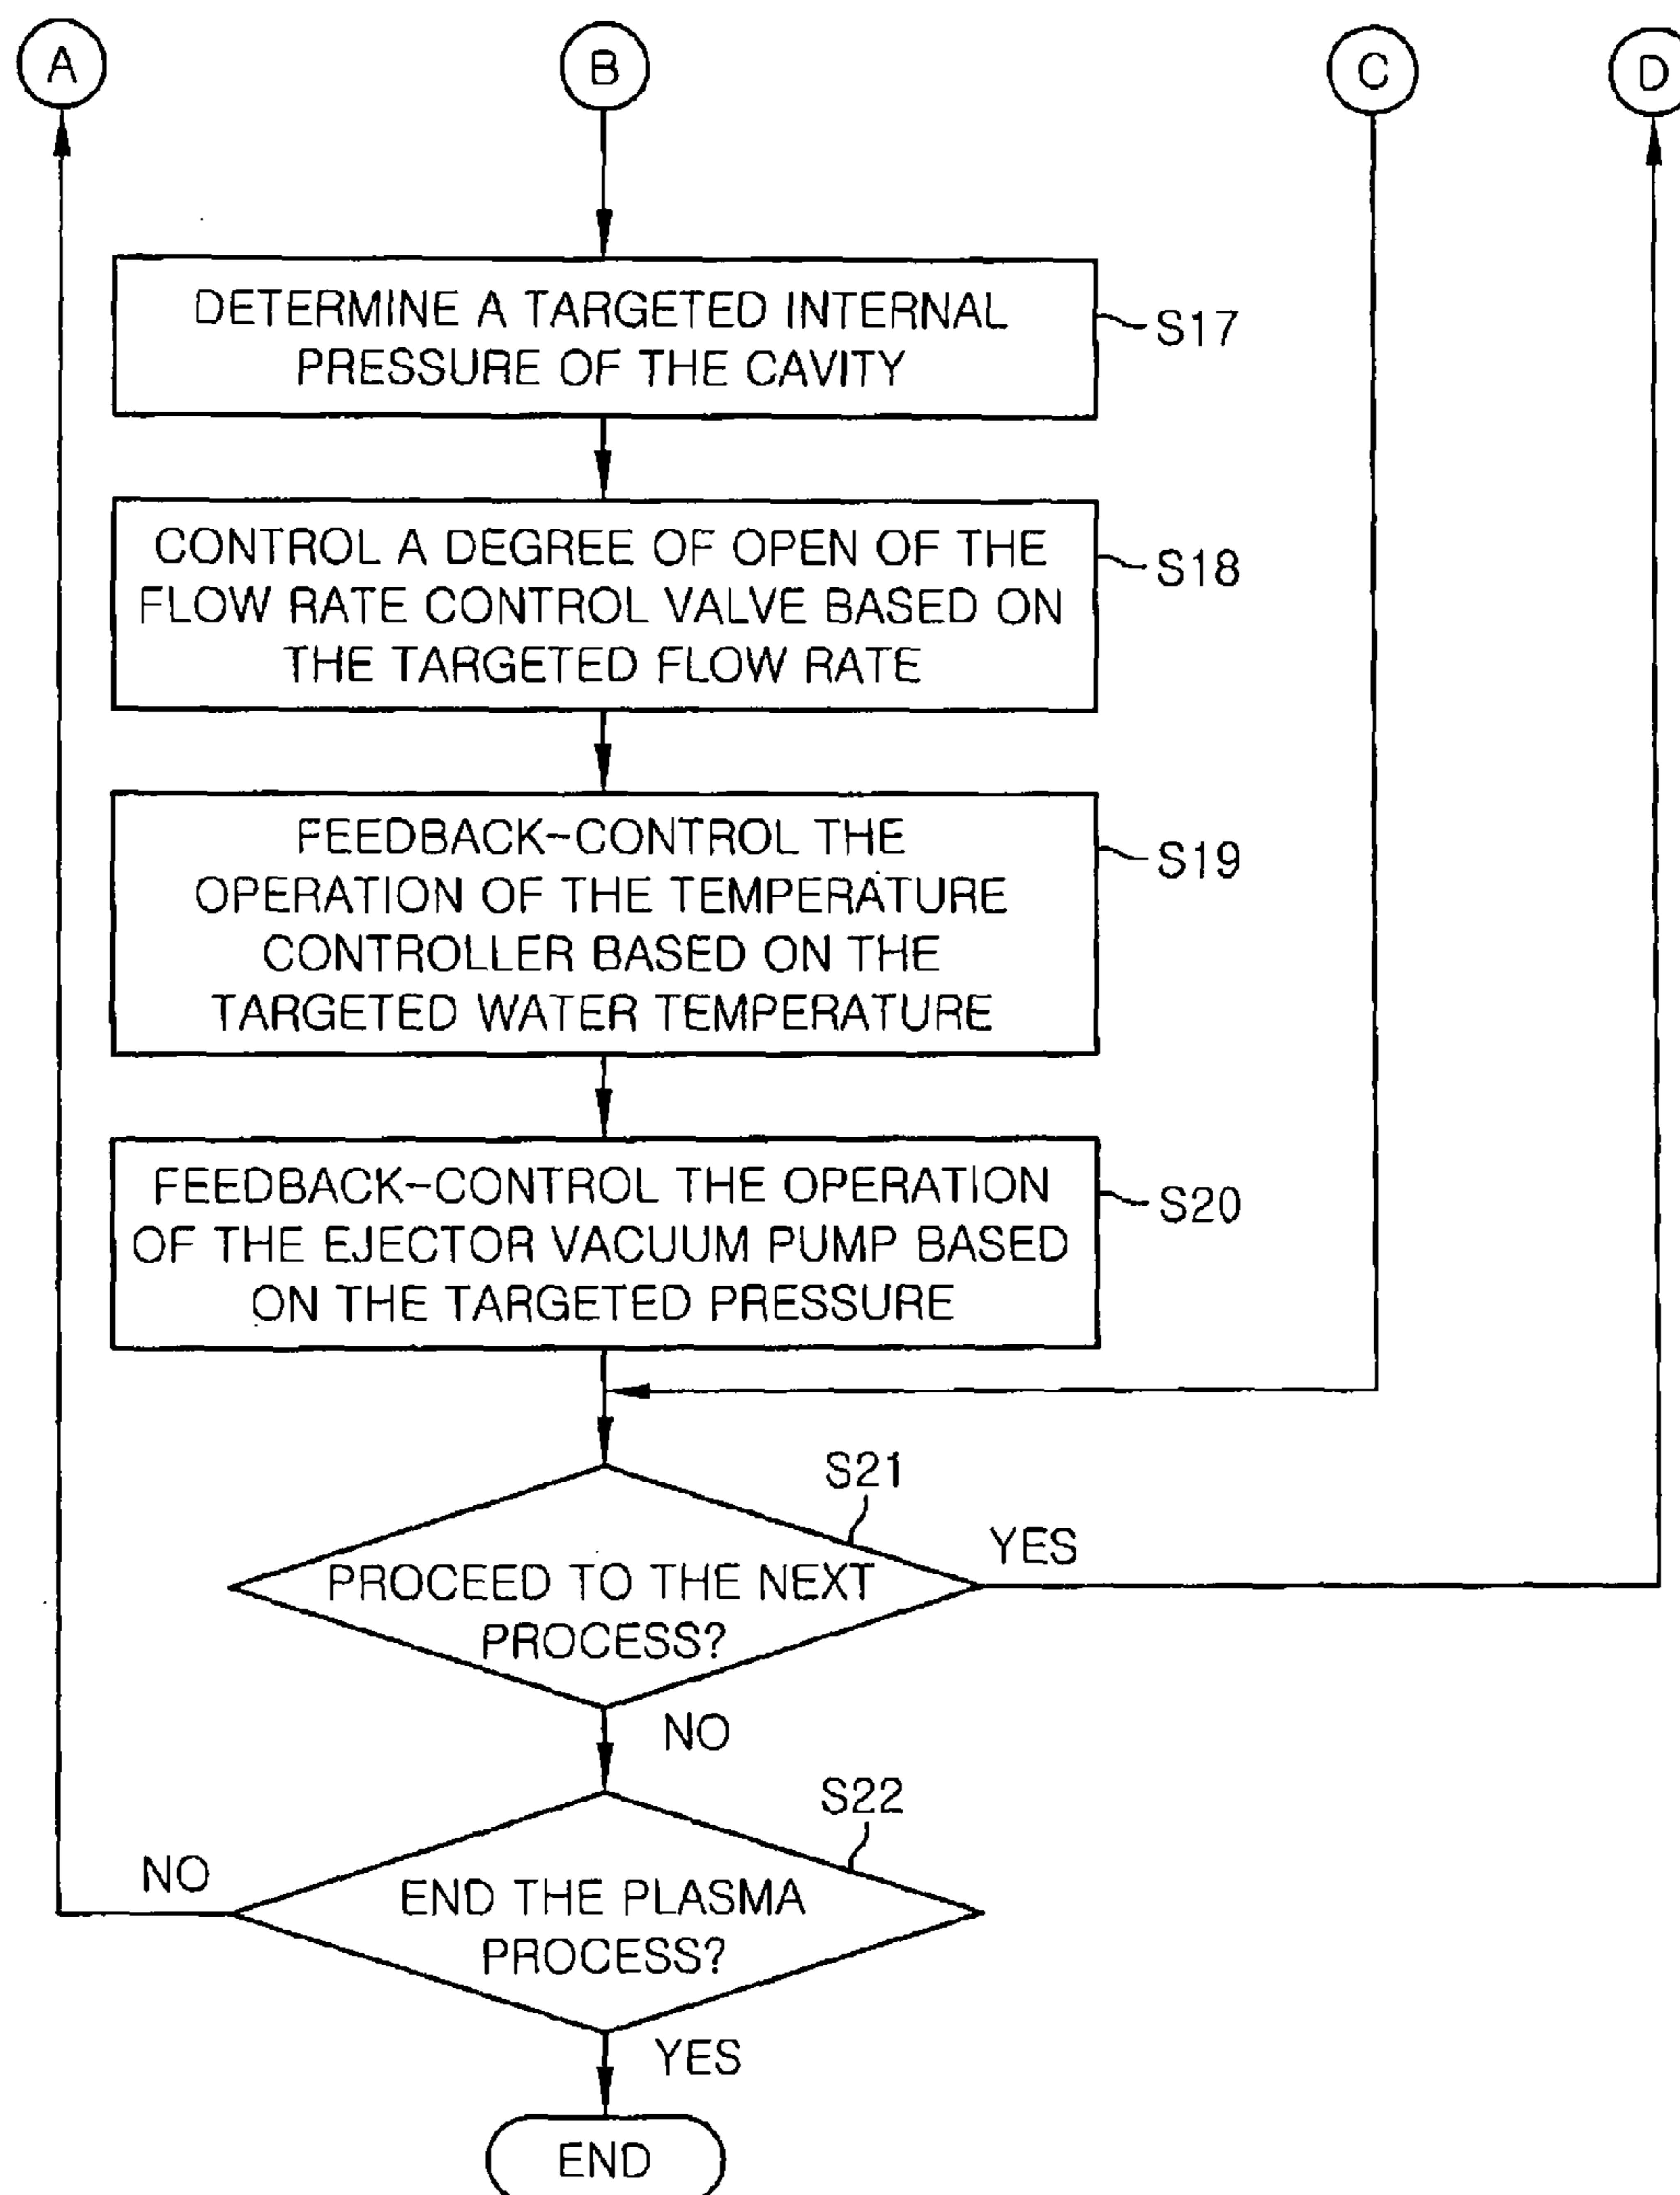 A
B
C
D
DETERMINE A TARGETED INTERNAL
PRESSURE OF THE CAVITY
S17
CONTROL A DEGREE OF OPEN OF THE
FLOW RATE CONTROL VALVE BASED ON
THE TARGETED FLOW RATE
S18
FEEDBACK-CONTROL THE
OPERATION OF THE TEMPERATURE
CONTROLLER BASED ON THE
TARGETED WATER TEMPERATURE
S19
FEEDBACK-CONTROL THE OPERATION
OF THE EJECTOR VACUUM PUMP BASED
ON THE TARGETED PRESSURE
S20
S21
PROCEED TO THE NEXT
PROCESS?
YES
NO
S22
END THE PLASMA
PROCESS?
NO
YES
END